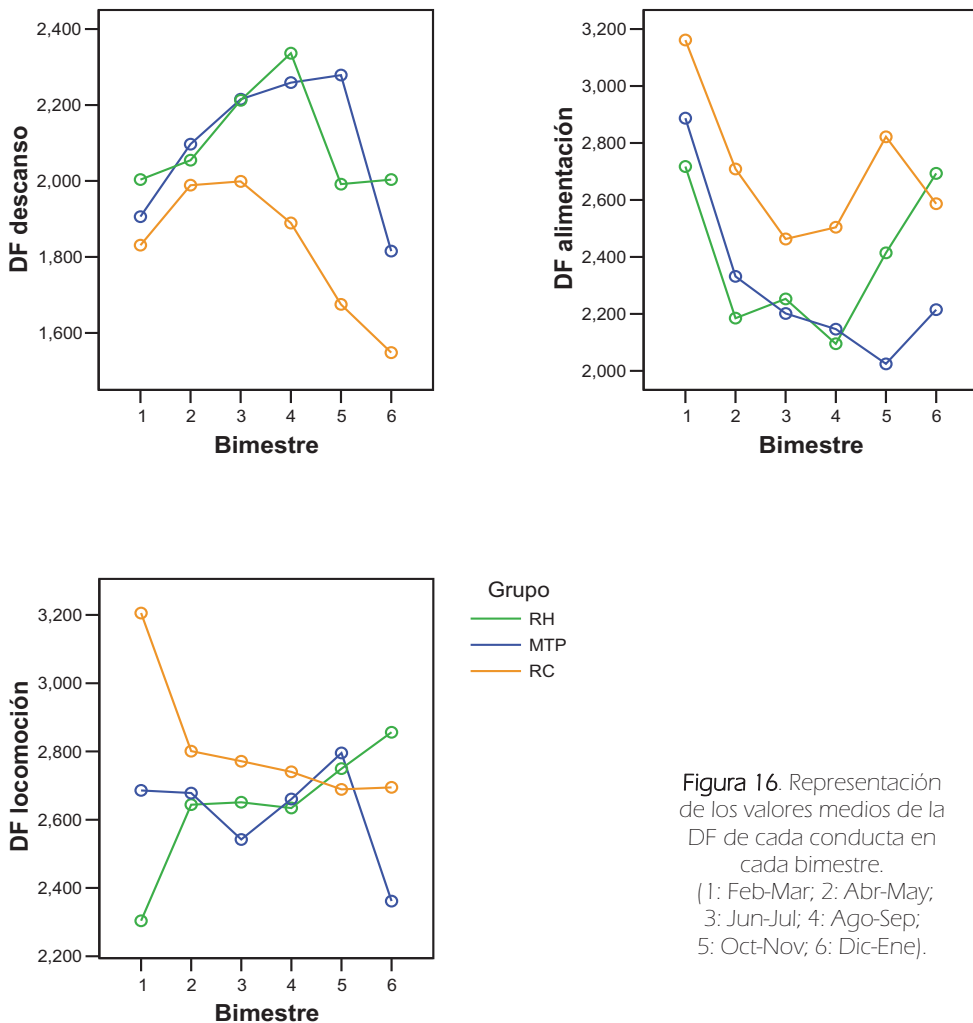 2,400
2,200
2,000
1,800
1,600
DF descanso
1 2 3 4 5 6
Bimestre
3,200
3,000
2,800
2,600
2,400
2,200
2,000
DF alimentación
1 2 3 4 5 6
Bimestre
3,200
3,000
2,800
2,600
2,400
2,200
DF locomoción
1 2 3 4 5 6
Bimestre
Grupo
RH
MTP
RC
Figura 16. Representación
de los valores medios de la
DF de cada conducta en
cada bimestre.
(1: Feb-Mar; 2: Abr-May;
3: Jun-Jul; 4: Ago-Sep;
5: Oct-Nov; 6: Dic-Ene).